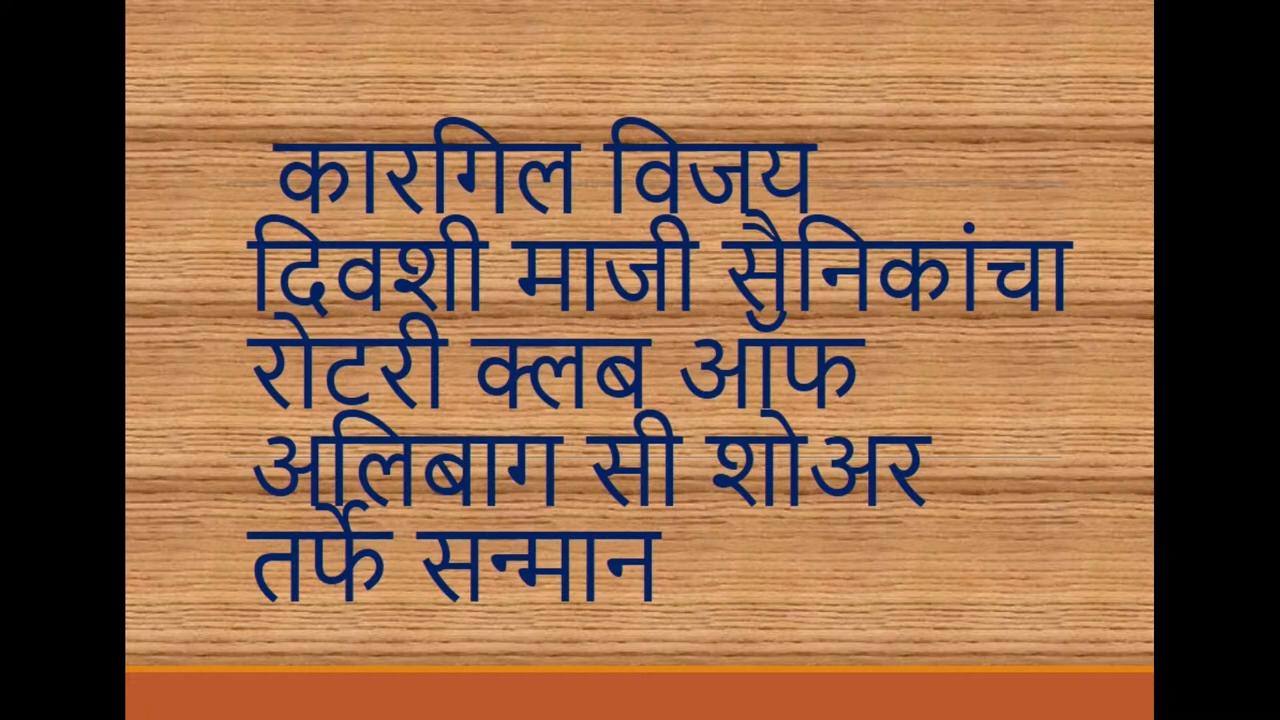 कारगिल विजय
दिवशी माजी सैनिकांचा
रोटरी क्लब ऑफ
अलिबाग सी शोअर
तर्फे सन्मान